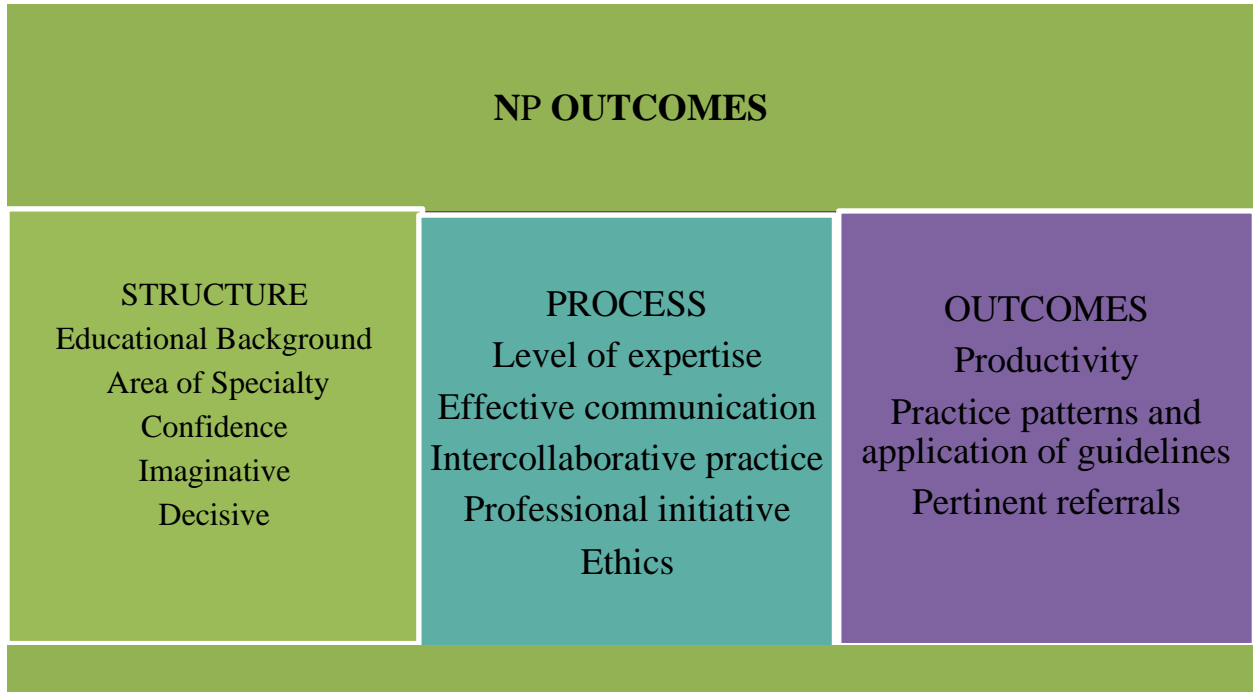 NP OUTCOMES
STRUCTURE
Educational Background
Area of Specialty
Confidence
Imaginative
Decisive
PROCESS
Level of expertise
Effective communication
Intercollaborative practice
Professional initiative
Ethics
OUTCOMES
Productivity
Practice patterns and
application of guidelines
Pertinent referrals